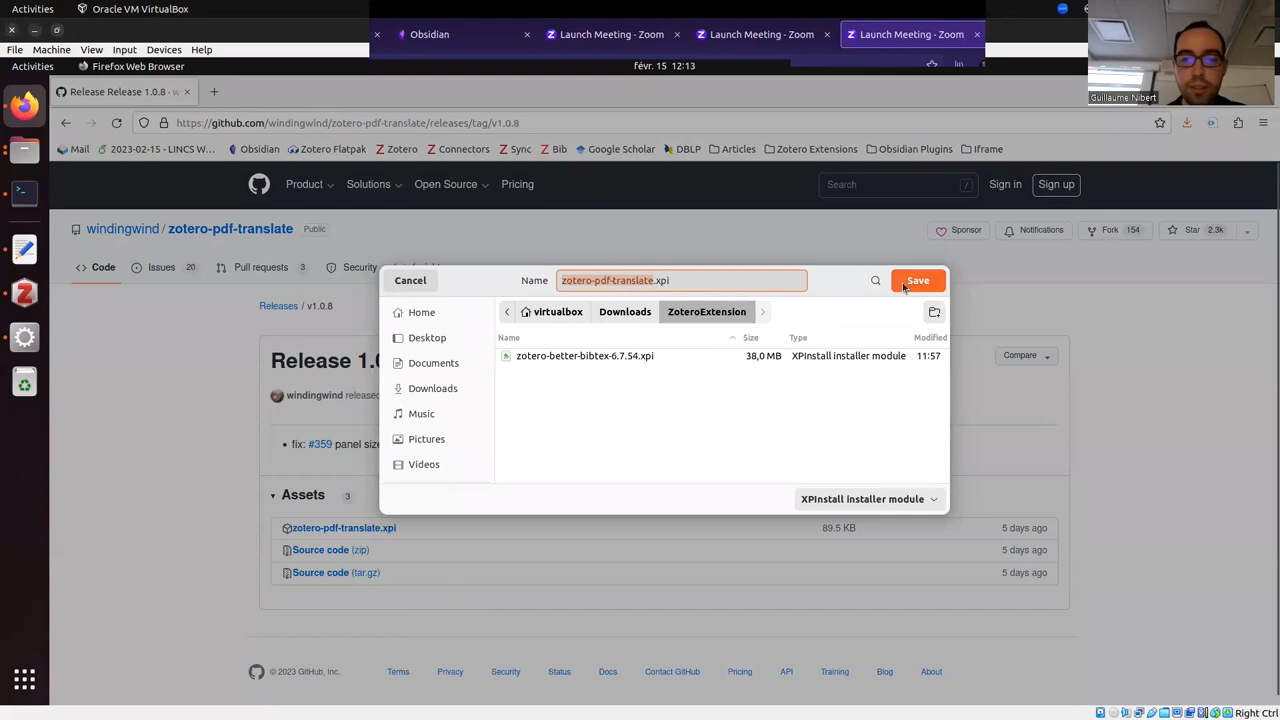 Activities
Oracle VM VirtualBox
Obsidian
Launch Meeting - Zoom
Launch Meeting - Zoom
Launch Meeting - Zoom
File Machine View Input Devices Help
Activities
Firefox Web Browser
févr. 15 12:13
Guillaume Nibert
Release Release 1.0.8 · w
https://github.com/windingwind/zotero-pdf-translate/releases/tag/v1.0.8
Mail
2023-02-15 - LINCS W…
Obsidian
Zotero Flatpak
Zotero
Connectors
Sync
Bib
Google Scholar
DBLP
Articles
Zotero Extensions
Obsidian Plugins
Iframe
Product
Solutions
Open Source
Pricing
Search
/
Sign in
Sign up
windingwind / zotero-pdf-translate
Public
Sponsor
Notifications
Fork 154
Star 2.3k
Code
Issues 20
Pull requests 3
Security
Cancel
Name
zotero-pdf-translate.xpi
Save
Releases / v1.0.8
Home
Desktop
Documents
Downloads
Music
Pictures
Videos
virtualbox
Downloads
ZoteroExtension
Name
Size
Type
Modified
zotero-better-bibtex-6.7.54.xpi
38,0 MB
XPInstall installer module
11:57
XPInstall installer module
Release 1.0
Compare
windingwind released
fix: #359 panel size
Assets 3
zotero-pdf-translate.xpi
89.5 KB
5 days ago
Source code (zip)
5 days ago
Source code (tar.gz)
5 days ago
© 2023 GitHub, Inc.
Terms
Privacy
Security
Status
Docs
Contact GitHub
Pricing
API
Training
Blog
About
Right Ctrl